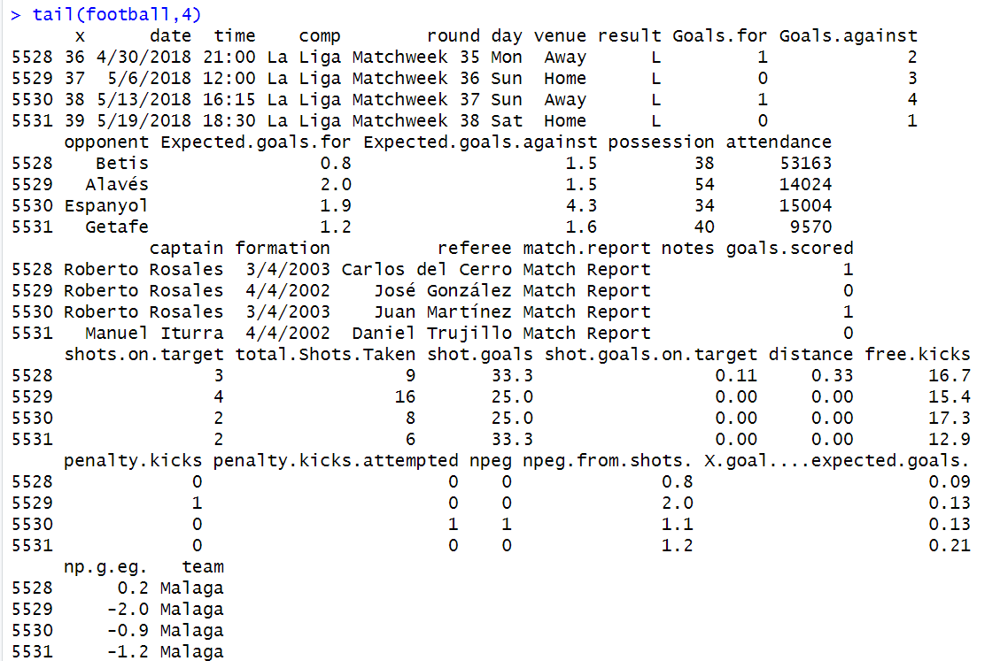 > tail(football,4)
x date time comp round day venue result Goals.for Goals.against
5528 36 4/30/2018 21:00 La Liga Matchweek 35 Mon Away L 1 2
5529 37 5/6/2018 12:00 La Liga Matchweek 36 Sun Home L 0 3
5530 38 5/13/2018 16:15 La Liga Matchweek 37 Sun Away L 1 4
5531 39 5/19/2018 18:30 La Liga Matchweek 38 Sat Home L 0 1
opponent Expected.goals.for Expected.goals.against possession attendance
5528 Betis 0.8 1.5 38 53163
5529 Alavés 2.0 1.5 54 14024
5530 Espanyol 1.9 4.3 34 15004
5531 Getafe 1.2 1.6 40 9570
captain formation referee match.report notes goals.scored
5528 Roberto Rosales 3/4/2003 Carlos del Cerro Match Report 1
5529 Roberto Rosales 4/4/2002 José González Match Report 0
5530 Roberto Rosales 3/4/2003 Juan Martínez Match Report 1
5531 Manuel Iturra 4/4/2002 Daniel Trujillo Match Report 0
shots.on.target total.Shots.Taken shot.goals shot.goals.on.target distance free.kicks
5528 3 9 33.3 0.11 0.33 16.7
5529 4 16 25.0 0.00 0.00 15.4
5530 2 8 25.0 0.00 0.00 17.3
5531 2 6 33.3 0.00 0.00 12.9
penalty.kicks penalty.kicks.attempted npeg npeg.from.shots. X.goal....expected.goals.
5528 0 0 0 0.8 0.09
5529 1 0 0 2.0 0.13
5530 0 1 1 1.1 0.13
5531 0 0 0 1.2 0.21
np.g.eg. team
5528 0.2 Malaga
5529 -2.0 Malaga
5530 -0.9 Malaga
5531 -1.2 Malaga